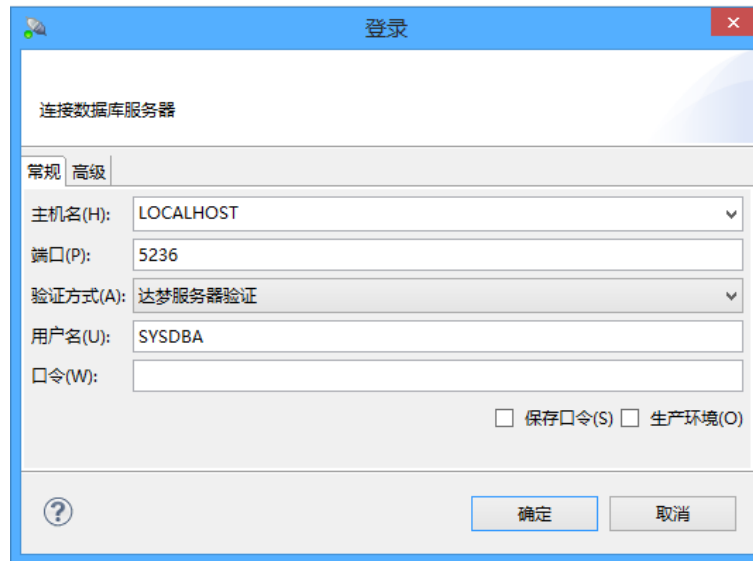 登录
连接数据库服务器
常规 高级
主机名(H): LOCALHOST
端口(P): 5236
验证方式(A): 达梦服务器验证
用户名(U): SYSDBA
口令(W):
保存口令(S) 生产环境(O)
确定 取消